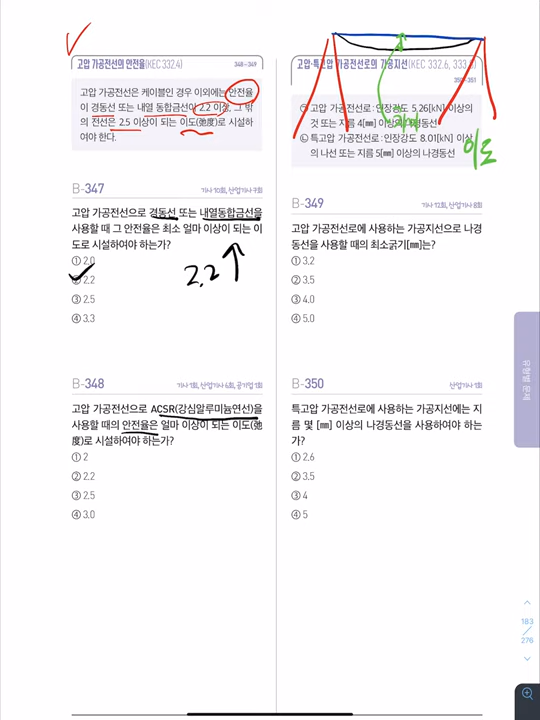 고압 가공전선의 안전율(KEC 332.4) 348~349
고압 가공전선은 케이블인 경우 이외에는 안전율
이 경동선 또는 내열 동합금선이 2.2 이상, 그 밖
의 전선은 2.5 이상이 되는 이도(弛度)로 시설하
여야 한다.
B-347 기사 10회, 산업기사 7회
고압 가공전선으로 경동선 또는 내열동합금선을
사용할 때 그 안전율은 최소 얼마 이상이 되는 이
도로 시설하여야 하는가?
① 2.0
② 2.2
③ 2.5
④ 3.3
2.2
B-348 기사 1회, 산업기사 6회, 공기업 1회
고압 가공전선으로 ACSR(강심알루미늄연선)을
사용할 때의 안전율은 얼마 이상이 되는 이도(弛
度)로 시설하여야 하는가?
① 2
② 2.2
③ 2.5
④ 3.0
고압·특고압 가공전선로의 가공지선(KEC 332.6, 333.
350~351
㉠ 고압 가공전선로 : 인장강도 5.26[kN] 이상의
것 또는 지름 4[㎜] 이상의 나경동선
㉡ 특고압 가공전선로 : 인장강도 8.01[kN] 이상
의 나선 또는 지름 5[㎜] 이상의 나경동선
이도
B-349 기사 12회, 산업기사 8회
고압 가공전선로에 사용하는 가공지선으로 나경
동선을 사용할 때의 최소굵기[㎜]는?
① 3.2
② 3.5
③ 4.0
④ 5.0
B-350 산업기사 1회
특고압 가공전선로에 사용하는 가공지선에는 지
름 몇 [㎜] 이상의 나경동선을 사용하여야 하는
가?
① 2.6
② 3.5
③ 4
④ 5
유형별 문제
183
276